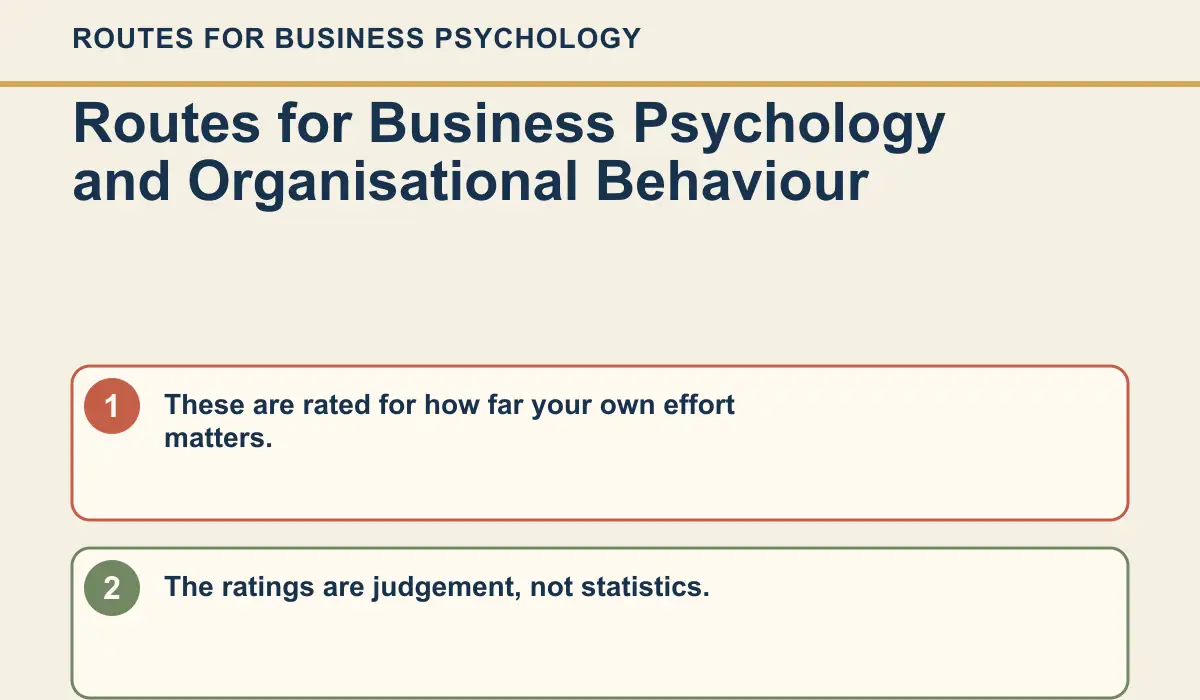 ROUTES FOR BUSINESS PSYCHOLOGY
Routes for Business Psychology
and Organisational Behaviour
1
These are rated for how far your own effort
matters.
2
The ratings are judgement, not statistics.